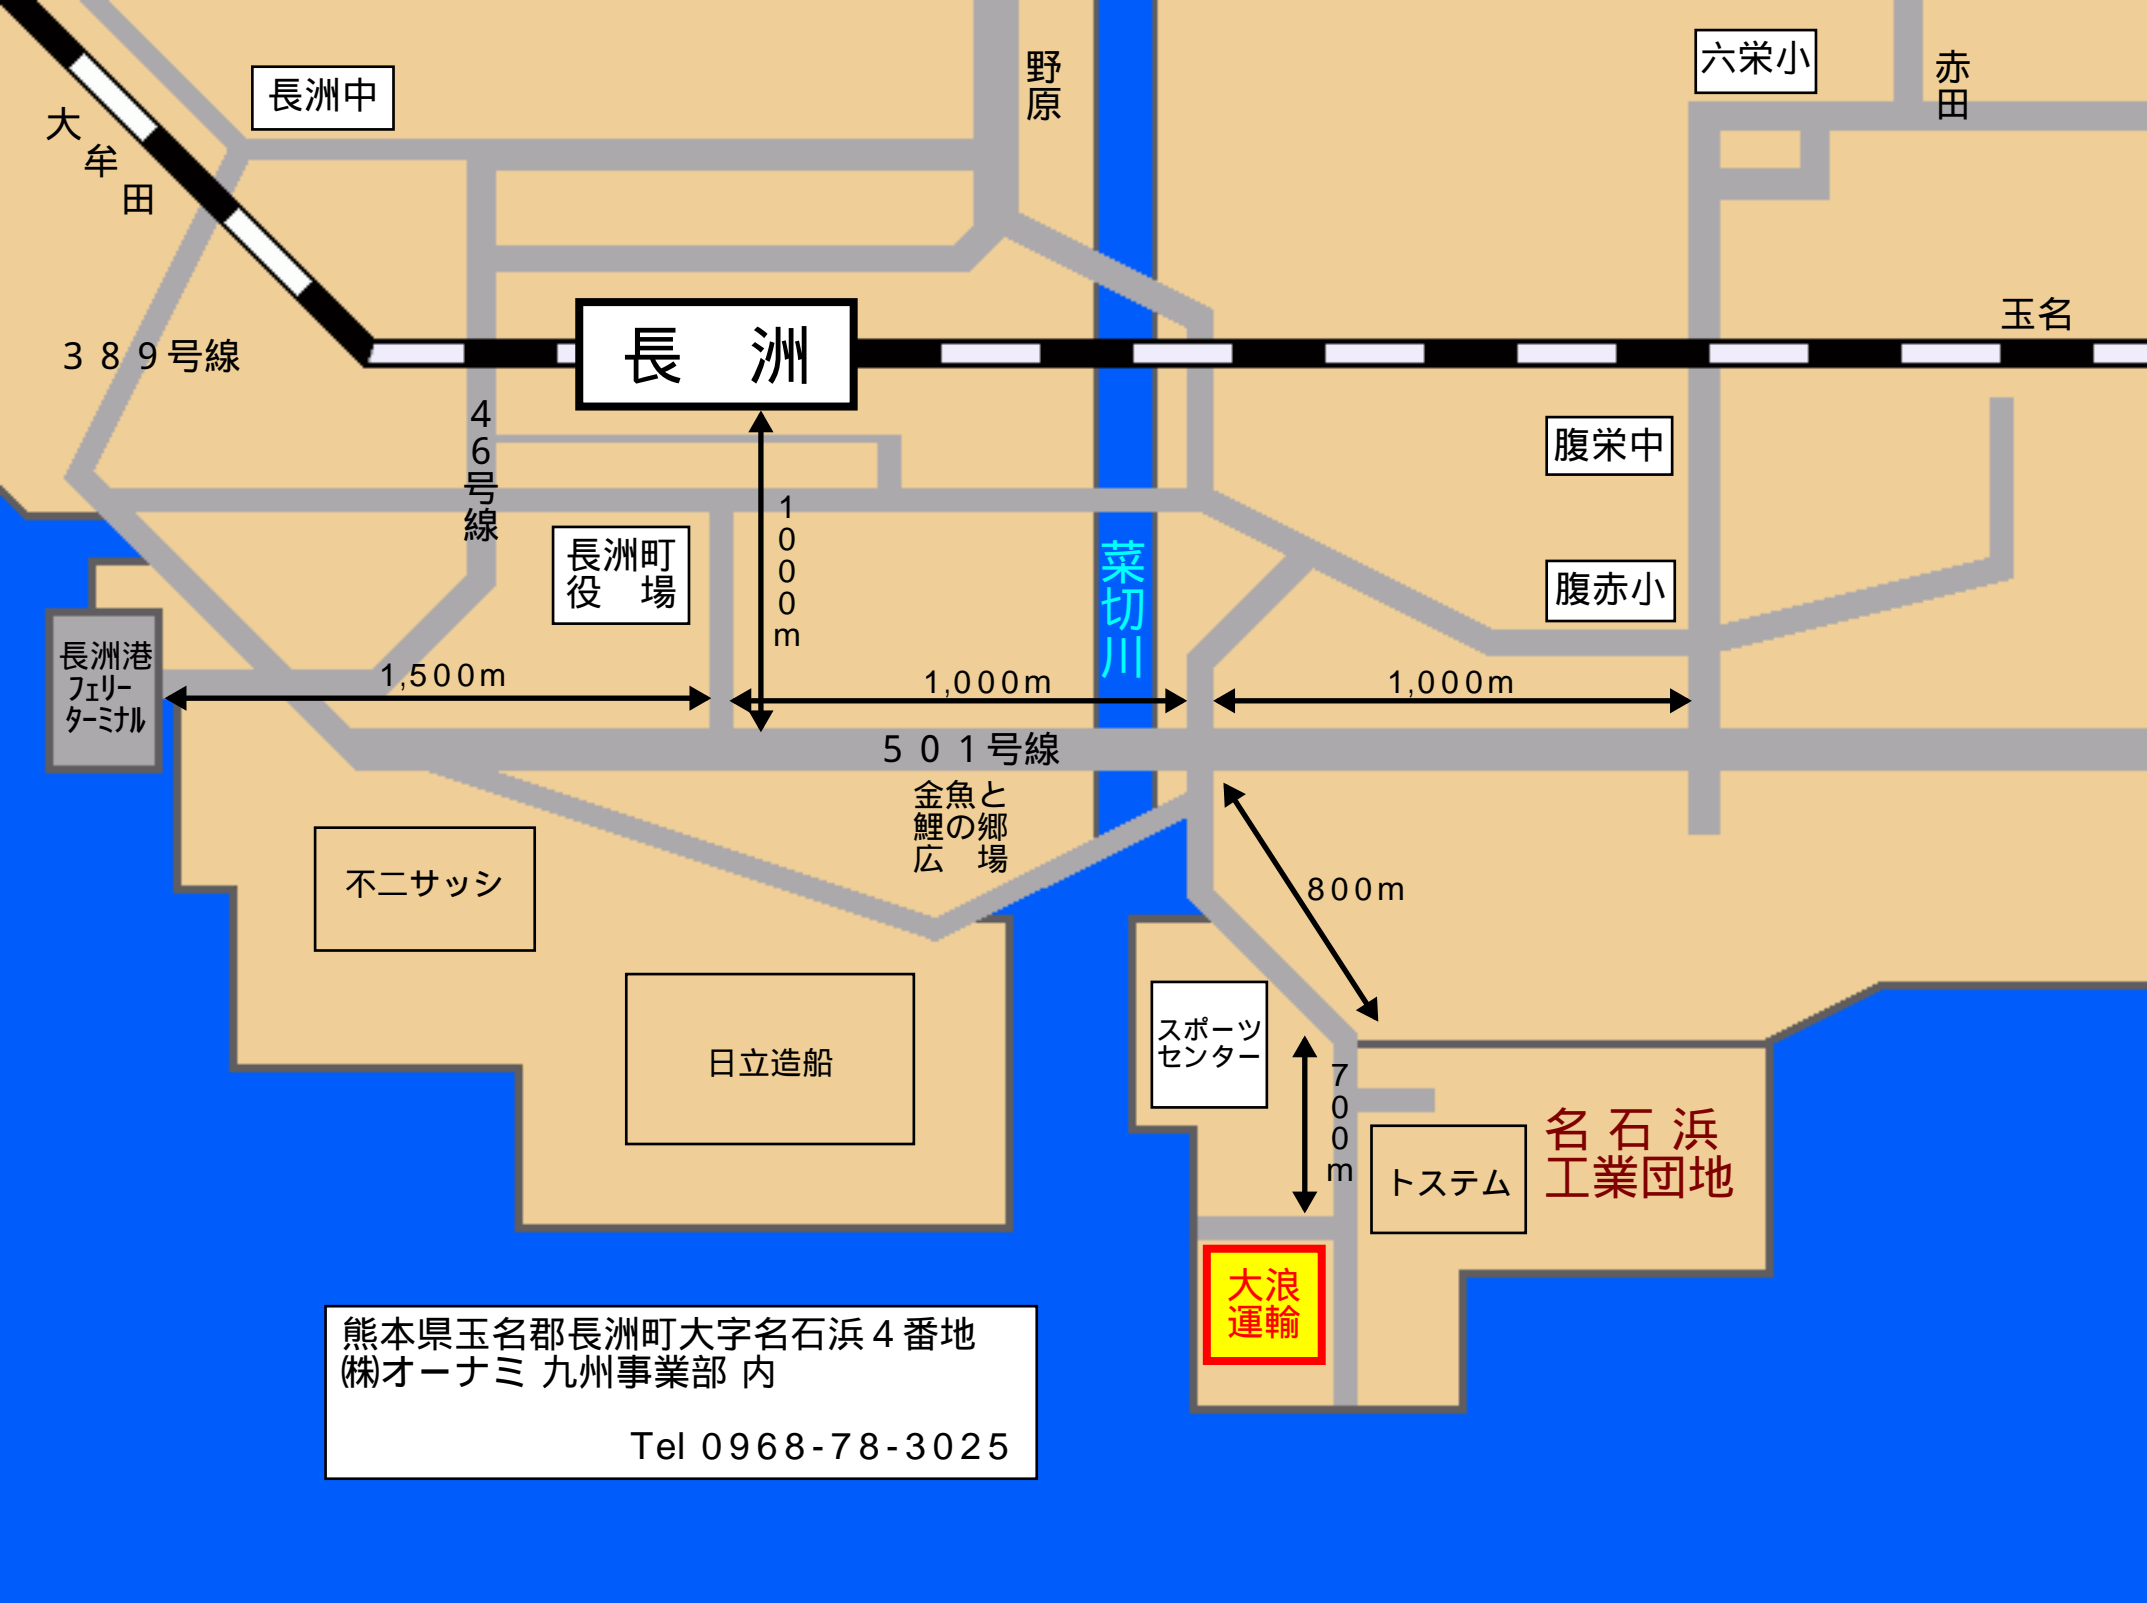 六栄小
野原
赤田
長洲中
大牟田
玉名
389号線
長 洲
46号線
腹栄中
1000m
長洲町
役 場
菜切川
腹赤小
長洲港
フェリー
ターミナル
1,500m
1,000m
1,000m
501号線
金魚と
鯉の郷
広 場
不二サッシ
800m
スポーツ
センター
日立造船
700m
名石浜
工業団地
トステム
大浪
運輸
熊本県玉名郡長洲町大字名石浜4番地
㈱オーナミ 九州事業部 内
Tel 0968-78-3025